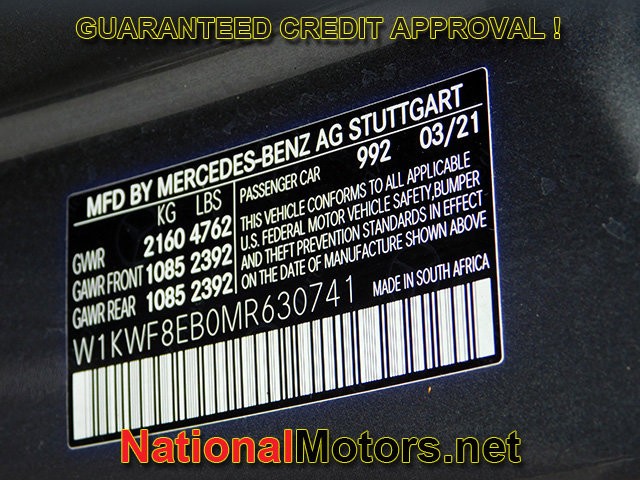 GUARANTEED CREDIT APPROVAL !
MFD BY MERCEDES-BENZ AG STUTTGART
KG LBS
PASSENGER CAR 992 03/21
GVWR 2160 4762
GAWR FRONT 1085 2392
GAWR REAR 1085 2392
THIS VEHICLE CONFORMS TO ALL APPLICABLE
U.S. FEDERAL MOTOR VEHICLE SAFETY, BUMPER
AND THEFT PREVENTION STANDARDS IN EFFECT
ON THE DATE OF MANUFACTURE SHOWN ABOVE
W1KWF8EB0MR630741
MADE IN SOUTH AFRICA
NationalMotors.net